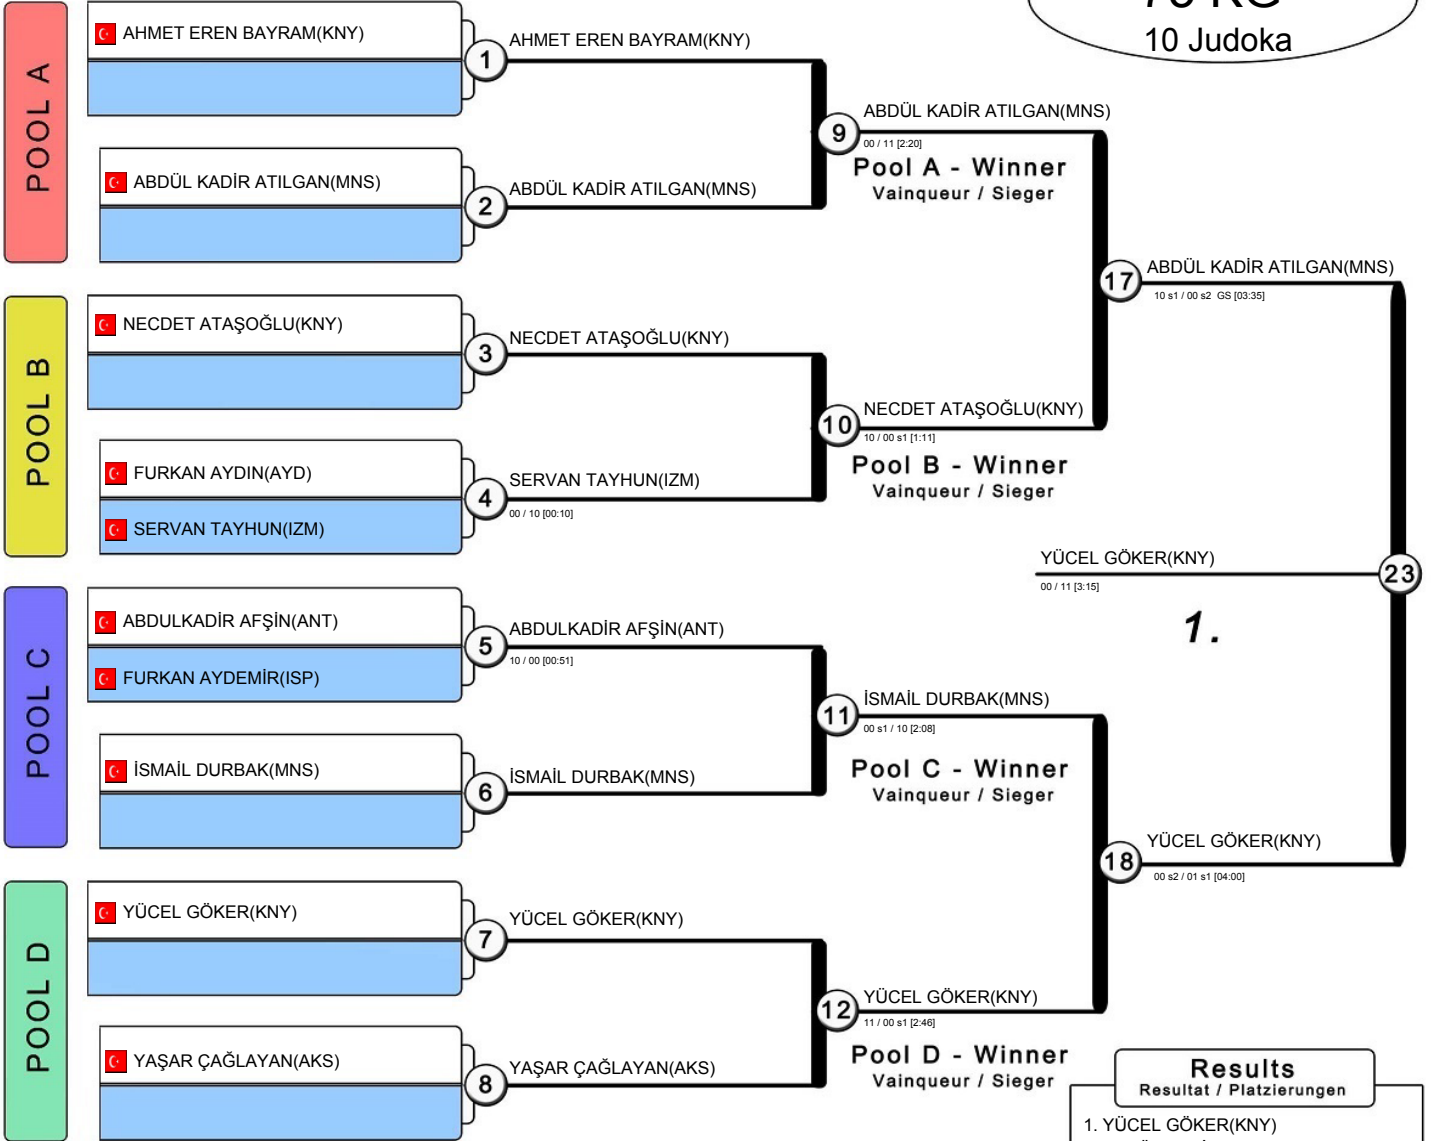 10 Judoka
POOL A
AHMET EREN BAYRAM(KNY)
1
AHMET EREN BAYRAM(KNY)
ABDÜL KADİR ATILGAN(MNS)
2
ABDÜL KADİR ATILGAN(MNS)
9
ABDÜL KADİR ATILGAN(MNS)
00 / 11 [2:20]
Pool A - Winner
Vainqueur / Sieger
POOL B
NECDET ATAŞOĞLU(KNY)
3
NECDET ATAŞOĞLU(KNY)
FURKAN AYDIN(AYD)
SERVAN TAYHUN(IZM)
4
SERVAN TAYHUN(IZM)
00 / 10 [00:10]
10
NECDET ATAŞOĞLU(KNY)
10 / 00 s1 [1:11]
Pool B - Winner
Vainqueur / Sieger
17
ABDÜL KADİR ATILGAN(MNS)
10 s1 / 00 s2 GS [03:35]
YÜCEL GÖKER(KNY)
23
00 / 11 [3:15]
1.
POOL C
ABDULKADİR AFŞİN(ANT)
FURKAN AYDEMİR(ISP)
5
ABDULKADİR AFŞİN(ANT)
10 / 00 [00:51]
İSMAİL DURBAK(MNS)
6
İSMAİL DURBAK(MNS)
11
İSMAİL DURBAK(MNS)
00 s1 / 10 [2:08]
Pool C - Winner
Vainqueur / Sieger
18
YÜCEL GÖKER(KNY)
00 s2 / 01 s1 [04:00]
POOL D
YÜCEL GÖKER(KNY)
7
YÜCEL GÖKER(KNY)
YAŞAR ÇAĞLAYAN(AKS)
8
YAŞAR ÇAĞLAYAN(AKS)
12
YÜCEL GÖKER(KNY)
11 / 00 s1 [2:46]
Pool D - Winner
Vainqueur / Sieger
Results
Resultat / Platzierungen
1. YÜCEL GÖKER(KNY)